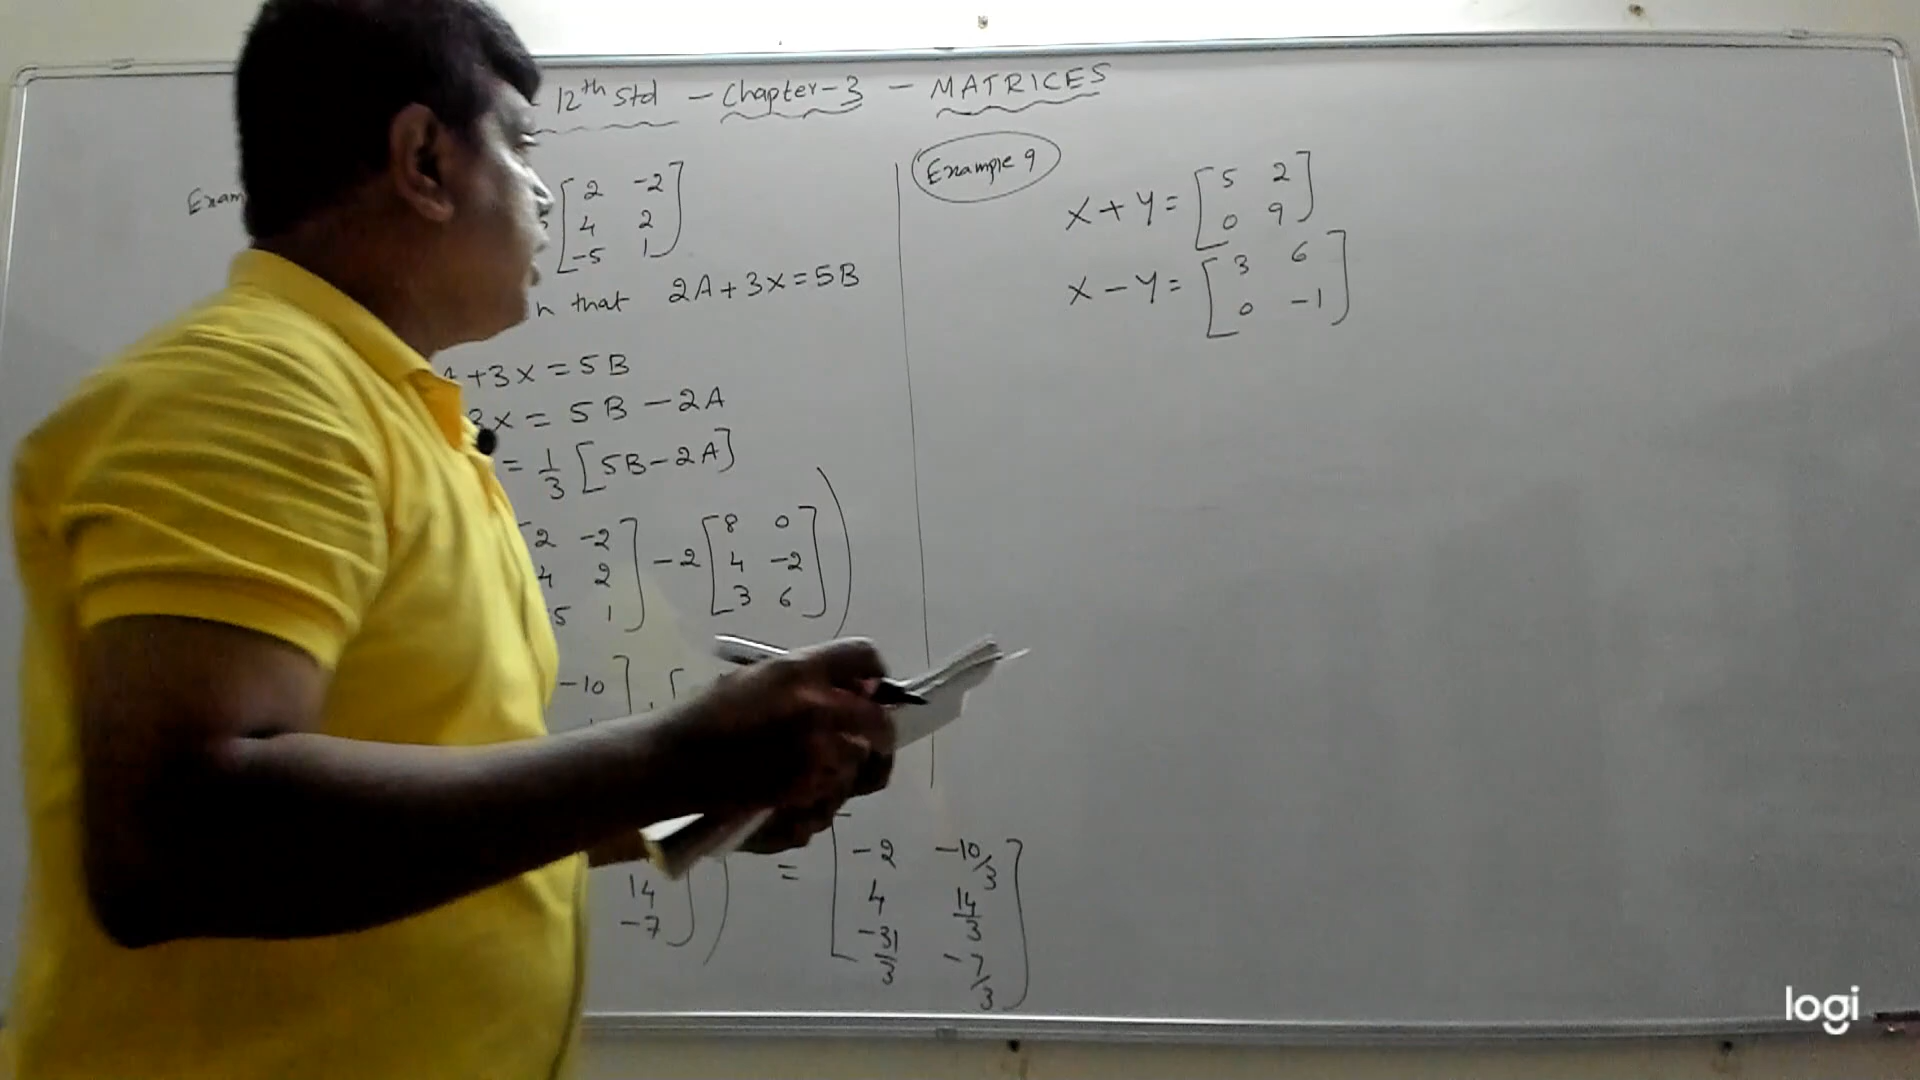 12th Std - Chapter-3 - MATRICES
Exam
2 -2
4 2
-5 1
n that 2A+3X=5B
+3X=5B
3X = 5B - 2A
= 1/3 [5B-2A]
2 -2 ] -2 [ 8 0
4 2 4 -2
5 1 3 6
-10
14
-7
= [ -2 -10/3
4 14/3
-31/3 -7/3 ]
Example 9
X+Y= [ 5 2
0 9 ]
X-Y= [ 3 6
0 -1 ]
logi